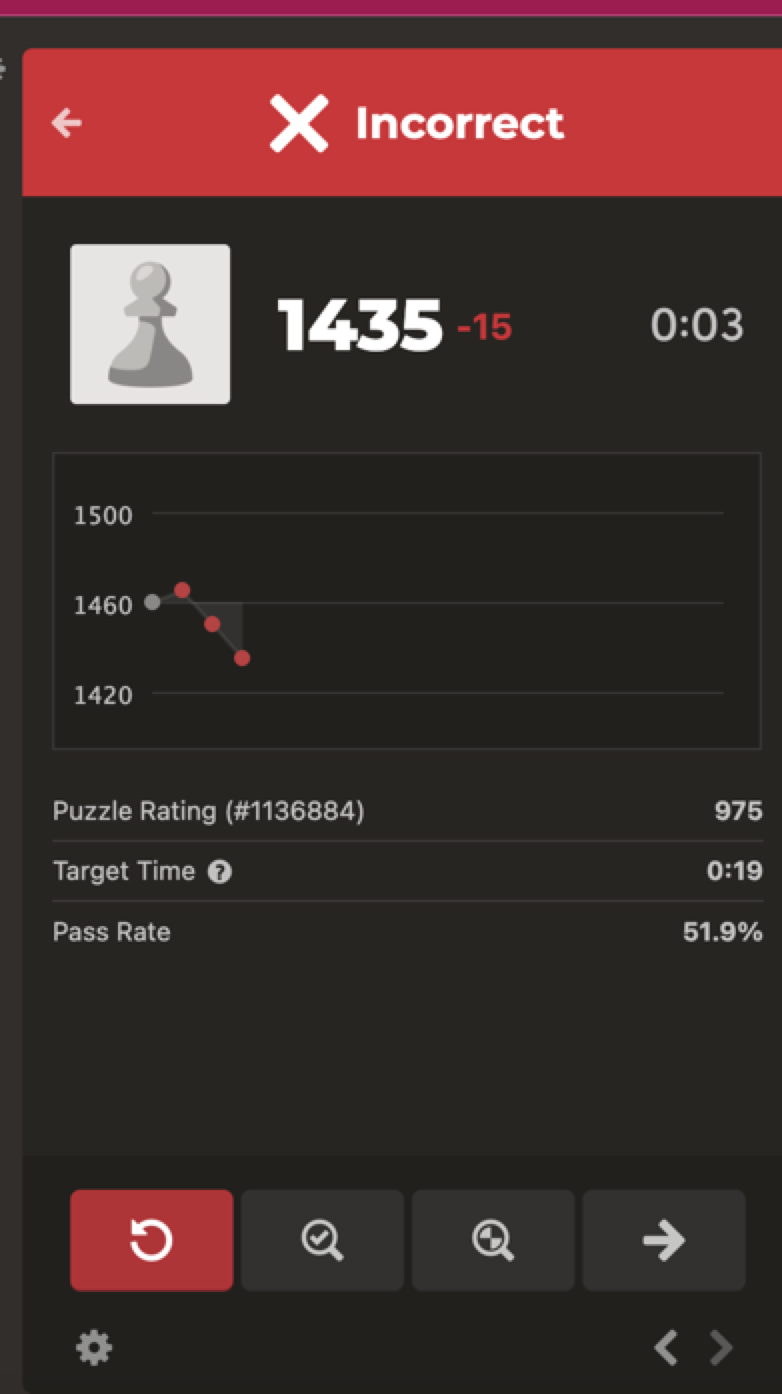 Incorrect
1435 -15 0:03
1500
1460
1420
Puzzle Rating (#1136884) 975
Target Time ? 0:19
Pass Rate 51.9%